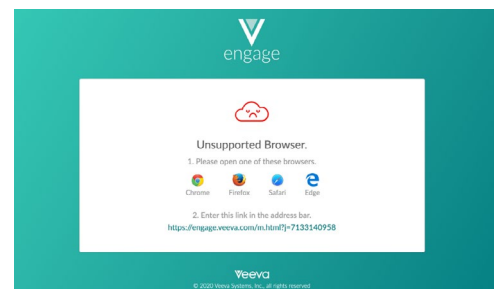 engage
Unsupported Browser.
1. Please open one of these browsers.
Chrome Firefox Safari Edge
2. Enter this link in the address bar.
https://engage.veeva.com/m.html?j=7133140958
Veeva
© 2020 Veeva Systems, Inc., all rights reserved